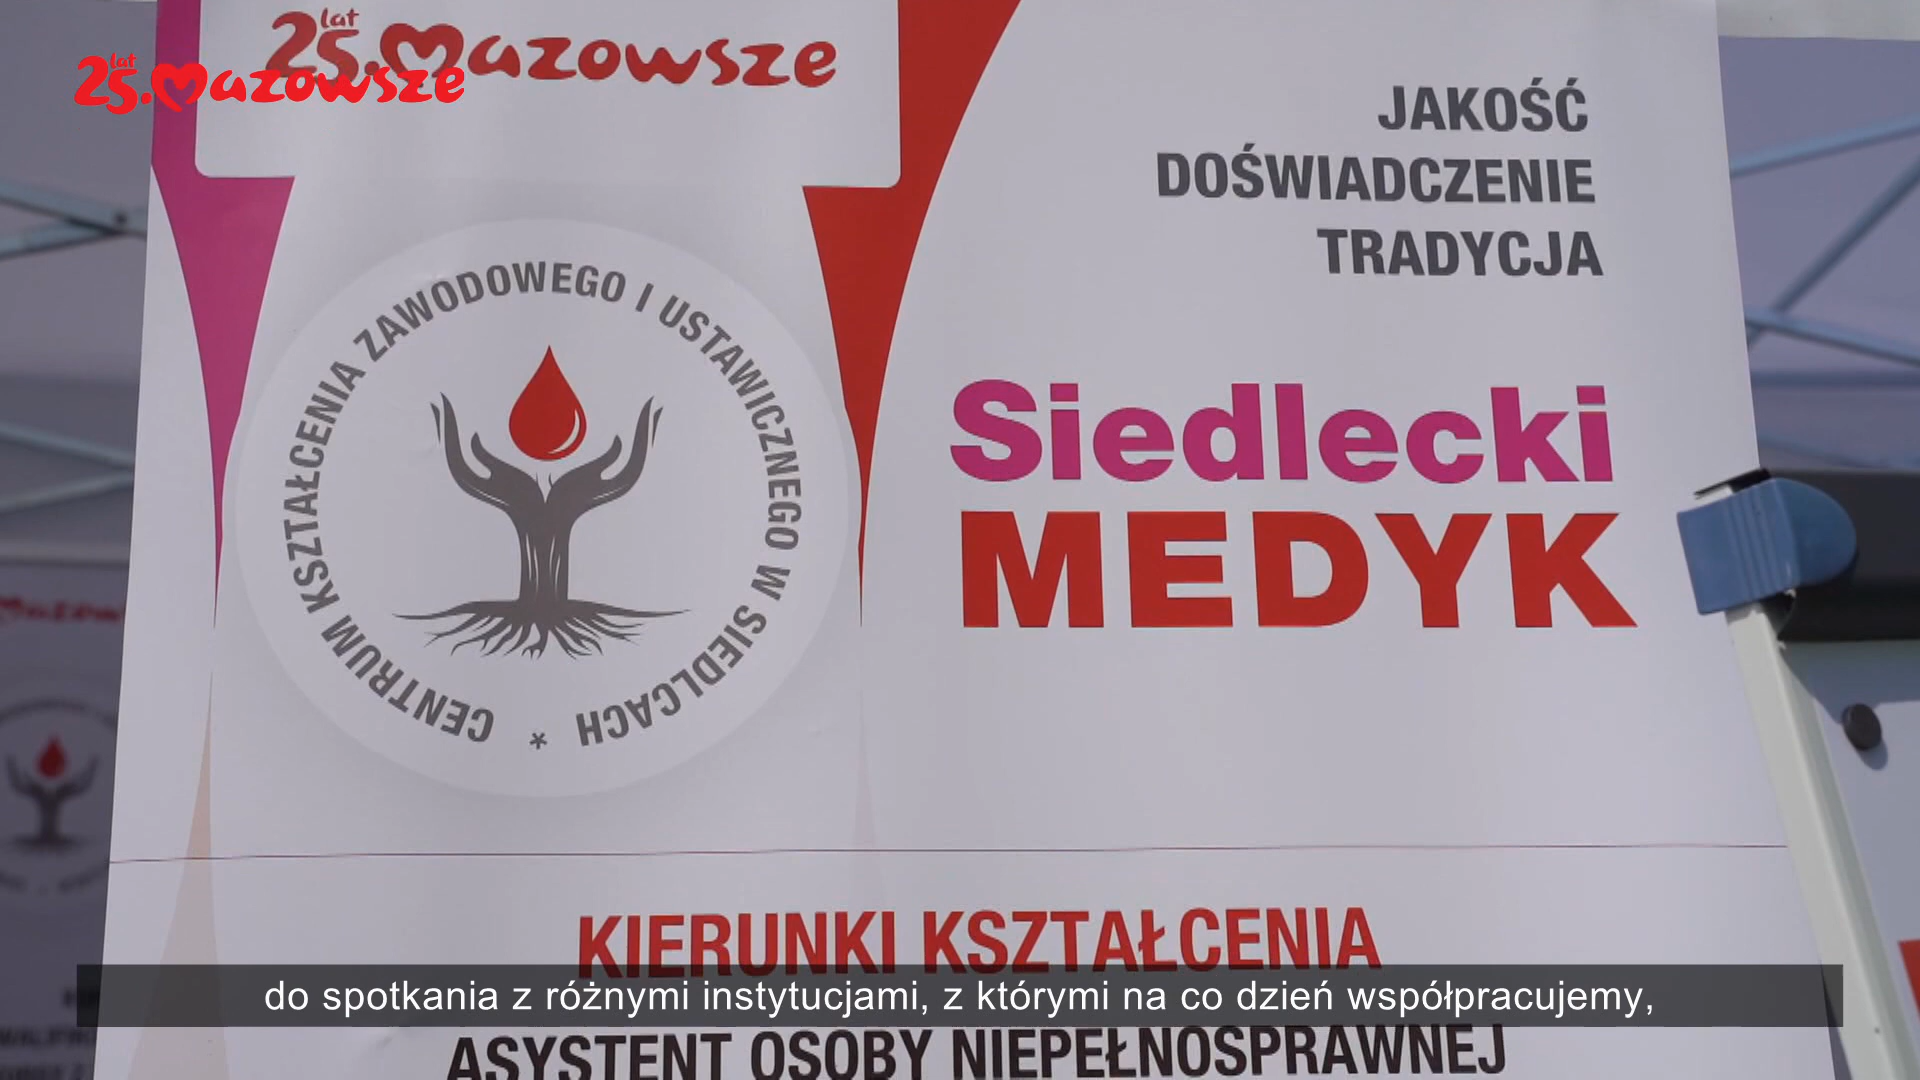 25 lat. Mazowsze
25 lat. Mazowsze
JAKOŚĆ
DOŚWIADCZENIE
TRADYCJA
CENTRUM KSZTAŁCENIA ZAWODOWEGO I USTAWICZNEGO W SIEDLCACH *
Siedlecki
MEDYK
KIERUNKI KSZTAŁCENIA
do spotkania z różnymi instytucjami, z którymi na co dzień współpracujemy,
ASYSTENT OSOBY NIEPEŁNOSPRAWNEJ